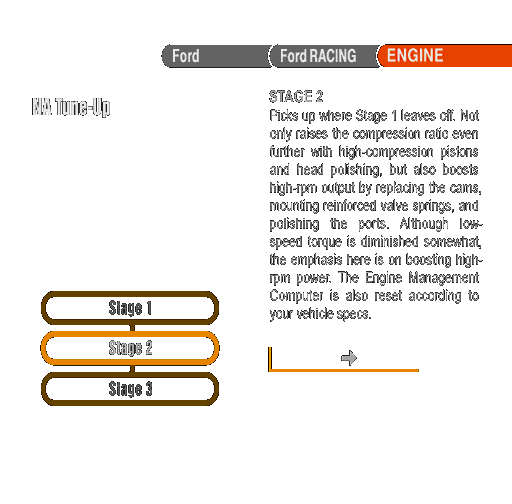 Ford
Ford RACING
ENGINE
NA Tune-Up
STAGE 2
Picks up where Stage 1 leaves off. Not
only raises the compression ratio even
further with high-compression pistons
and head polishing, but also boosts
high-rpm output by replacing the cams,
mounting reinforced valve springs, and
polishing the ports. Although low-
speed torque is diminished somewhat,
the emphasis here is on boosting high-
rpm power. The Engine Management
Computer is also reset according to
your vehicle specs.
Stage 1
Stage 2
Stage 3